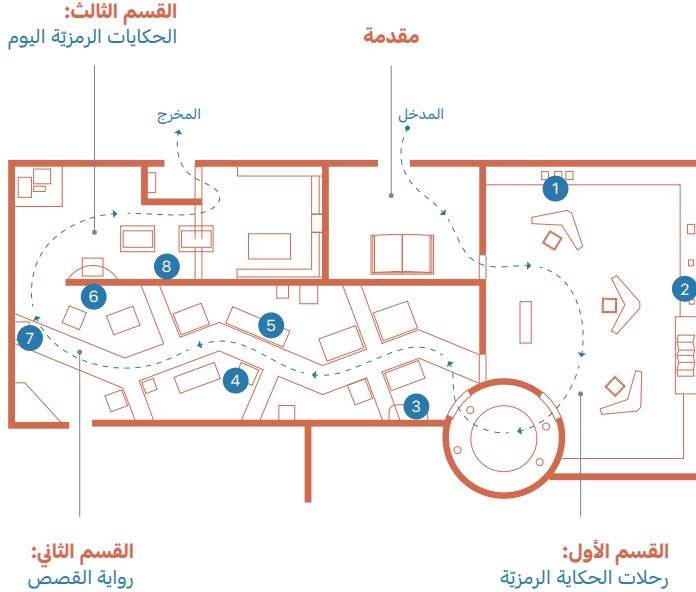 القسم الثالث:
الحكايات الرمزيّة اليوم
مقدمة
المدخل
المخرج
1
2
8
6
5
7
4
3
القسم الأول:
رحلات الحكاية الرمزيّة
القسم الثاني:
رواية القصص